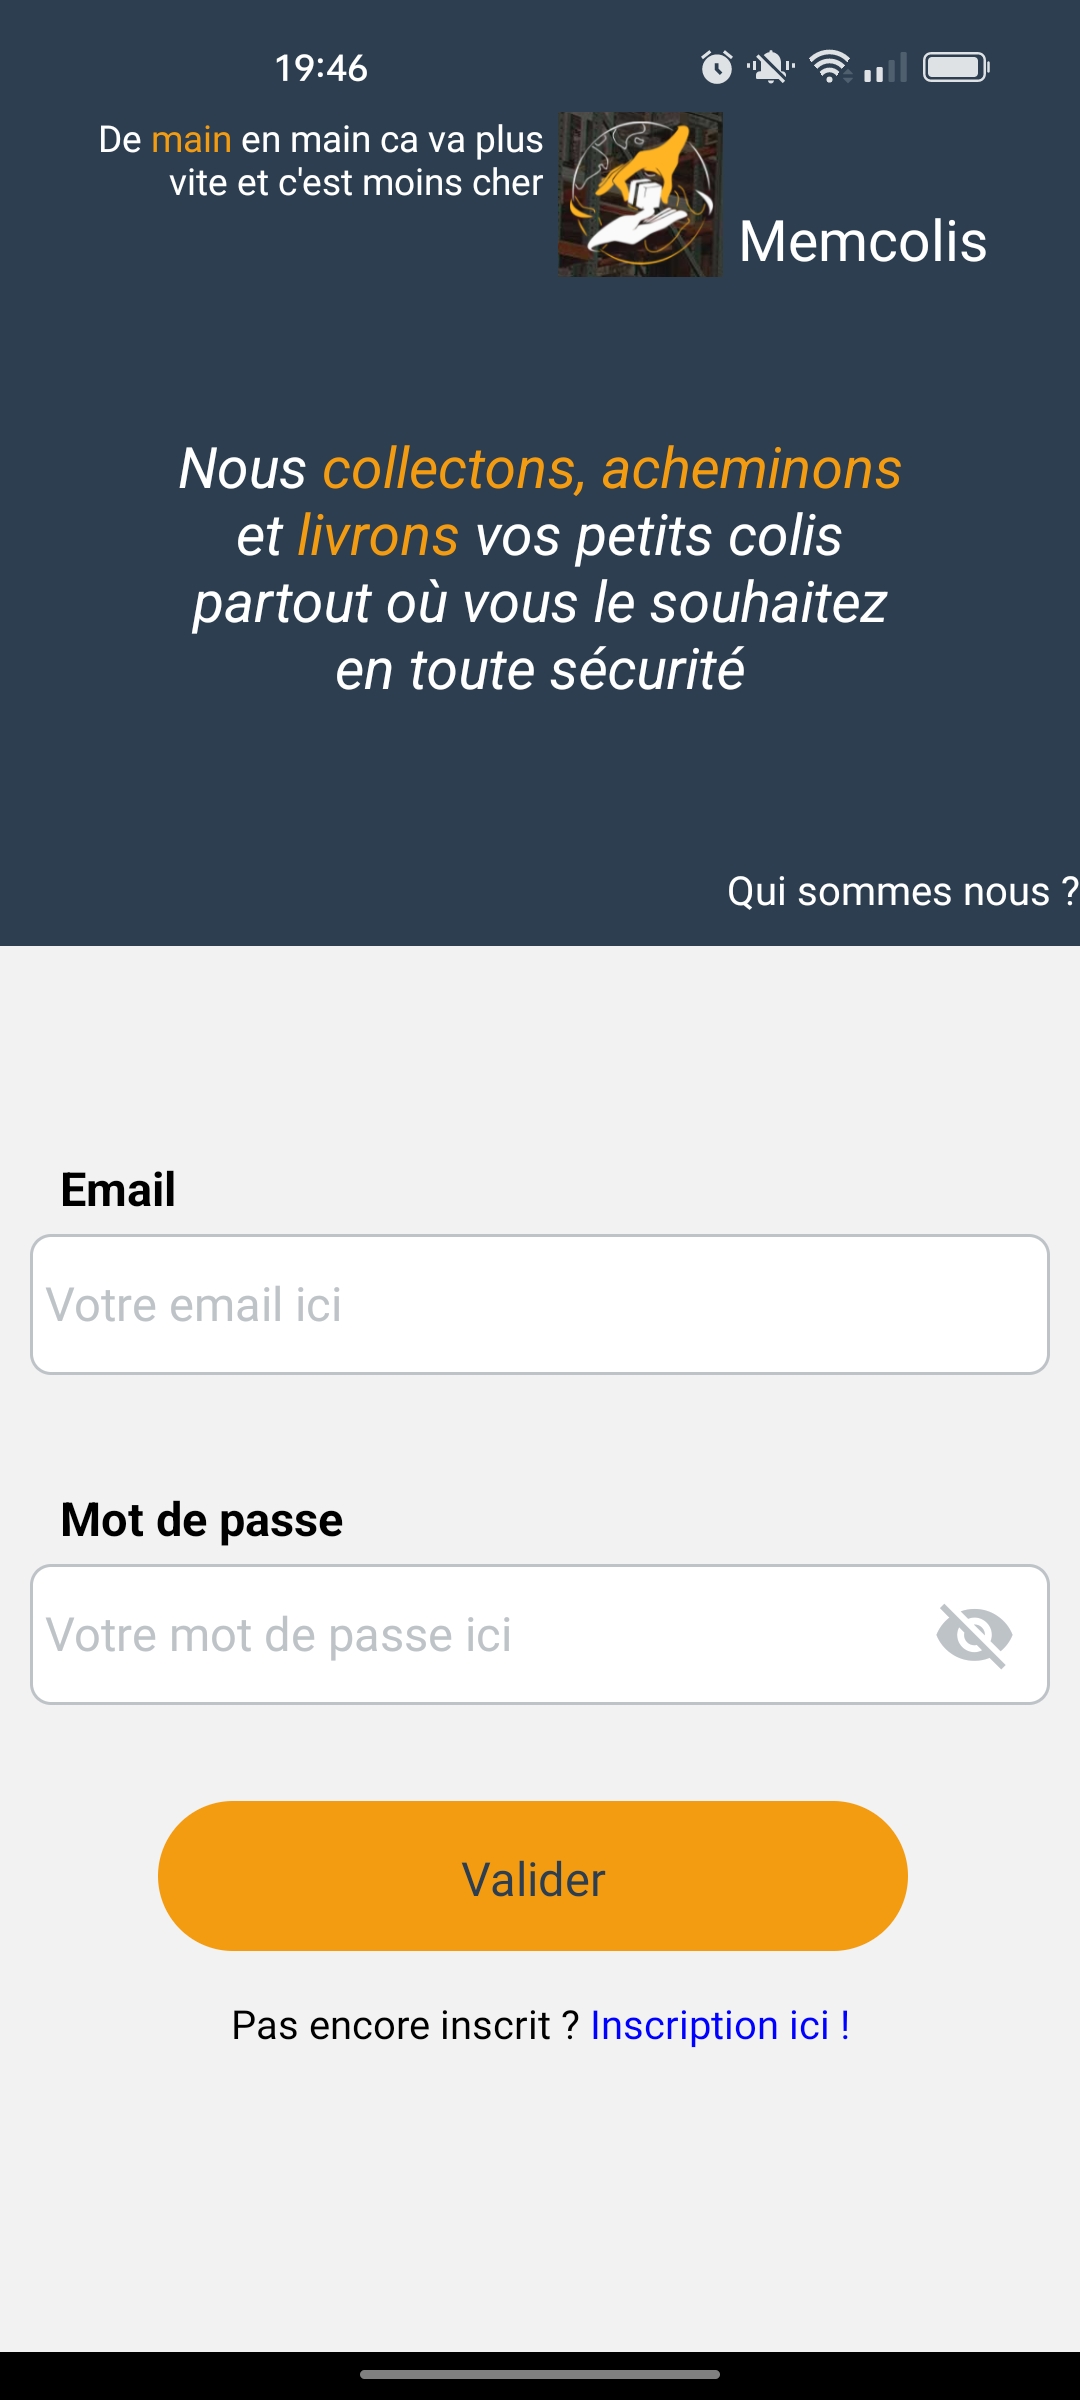 19:46
De main en main ca va plus
vite et c'est moins cher
Memcolis
Nous collectons, acheminons
et livrons vos petits colis
partout où vous le souhaitez
en toute sécurité
Qui sommes nous ?
Email
Votre email ici
Mot de passe
Votre mot de passe ici
Valider
Pas encore inscrit ? Inscription ici !